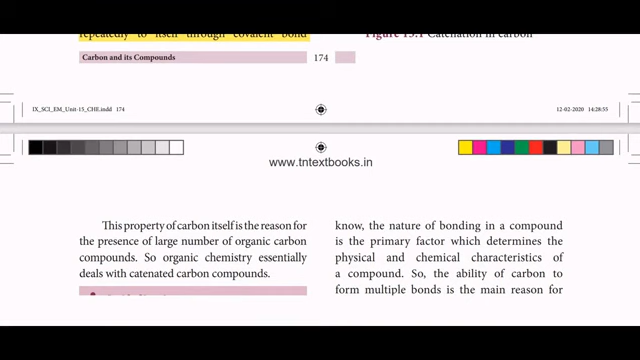 repeatedly to itself through covalent bond
Figure 15.1 Catenation in carbon
Carbon and its Compounds
174
IX_SCI_EM_Unit-15_CHE.indd 174
12-02-2020 14:28:55
www.tntextbooks.in
This property of carbon itself is the reason for
the presence of large number of organic carbon
compounds. So organic chemistry essentially
deals with catenated carbon compounds.
know, the nature of bonding in a compound
is the primary factor which determines the
physical and chemical characteristics of
a compound. So, the ability of carbon to
form multiple bonds is the main reason for